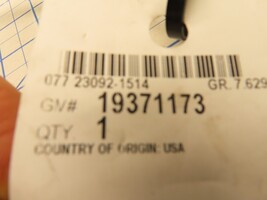 077 23092-1514 GR. 7.629
GM# 19371173
QTY. 1
COUNTRY OF ORIGIN: USA